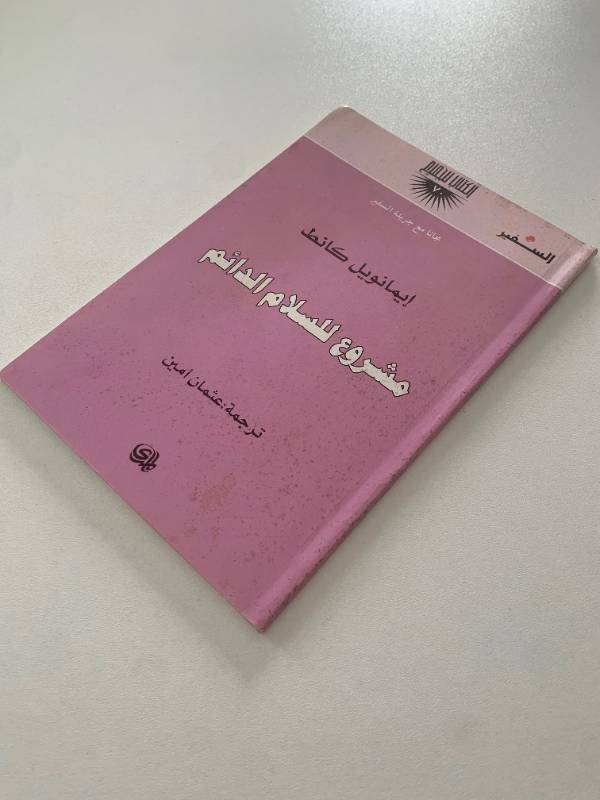 الكتاب للجميع
٧٠
السفير
مجانا مع جريدة السفير
إيمانويل كانط
مشروع للسلام الدائم
ترجمة: عثمان أمين